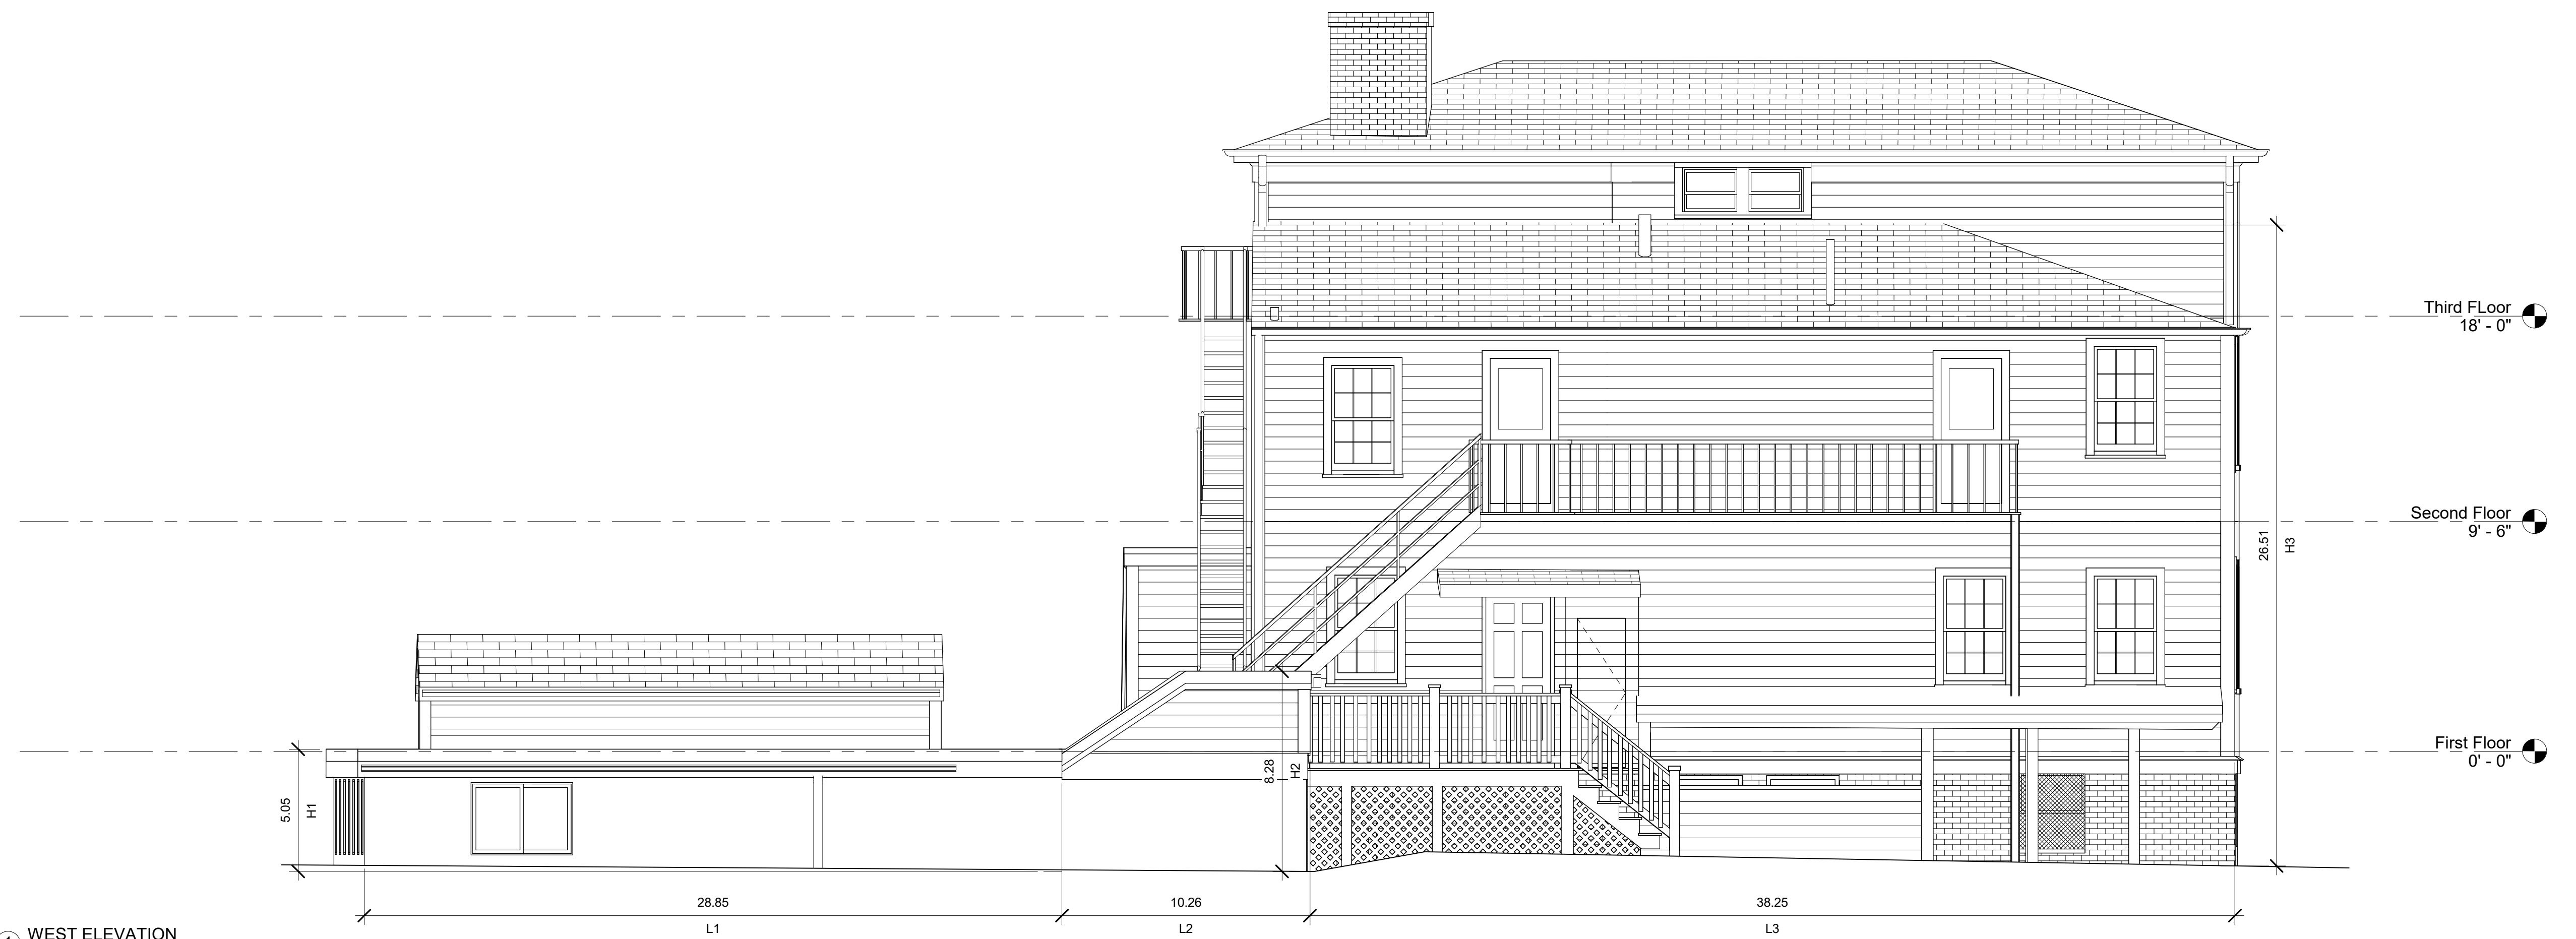 Third FLoor
18' - 0"
Second Floor
9' - 6"
26.51
H3
First Floor
0' - 0"
5.05
H1
8.28
H2
28.85
10.26
38.25
L1
L2
L3
WEST ELEVATION